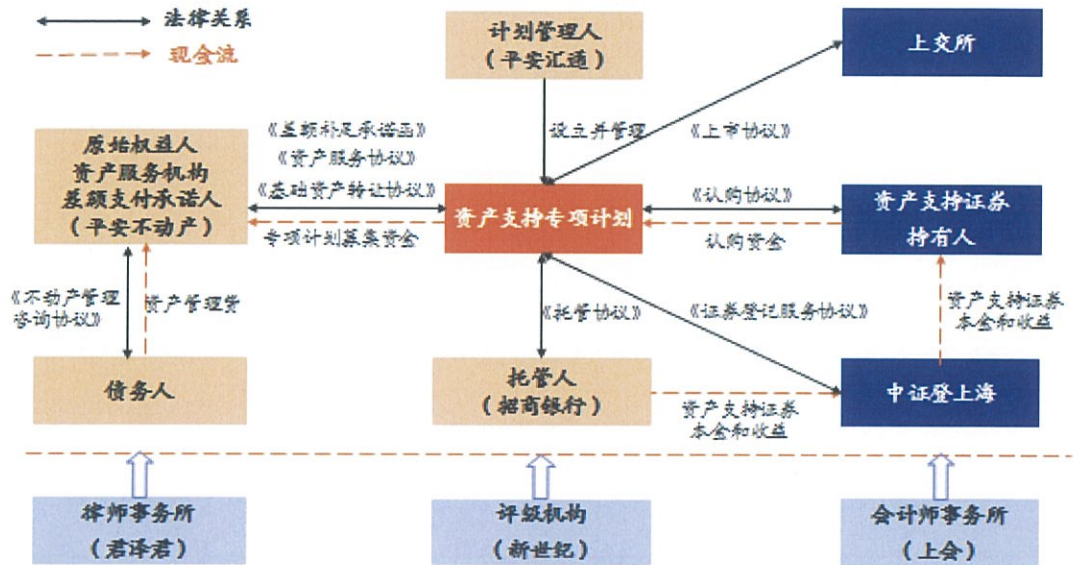 法律关系
现金流
计划管理人
（平安汇通）
上交所
《差额补足承诺函》
《资产服务协议》
《基础资产转让协议》
设立并管理
《上市协议》
原始权益人
资产服务机构
差额支付承诺人
（平安不动产）
资产支持专项计划
《认购协议》
资产支持证券
持有人
专项计划募集资金
认购资金
《不动产管理
咨询协议》
资产管理费
《托管协议》
《证券登记服务协议》
资产支持证券
本金和收益
债务人
托管人
（招商银行）
资产支持证券
本金和收益
中证登上海
律师事务所
（君泽君）
评级机构
（新世纪）
会计师事务所
（上会）